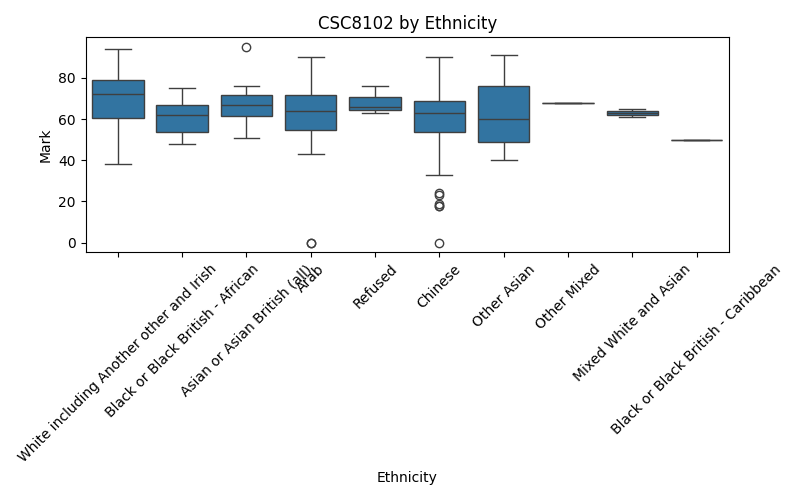 CSC8102 by Ethnicity
Mark
80
60
40
20
0
White including Another other and Irish
Black or Black British - African
Asian or Asian British (all)
Arab
Refused
Chinese
Other Asian
Other Mixed
Mixed White and Asian
Black or Black British - Caribbean
Ethnicity